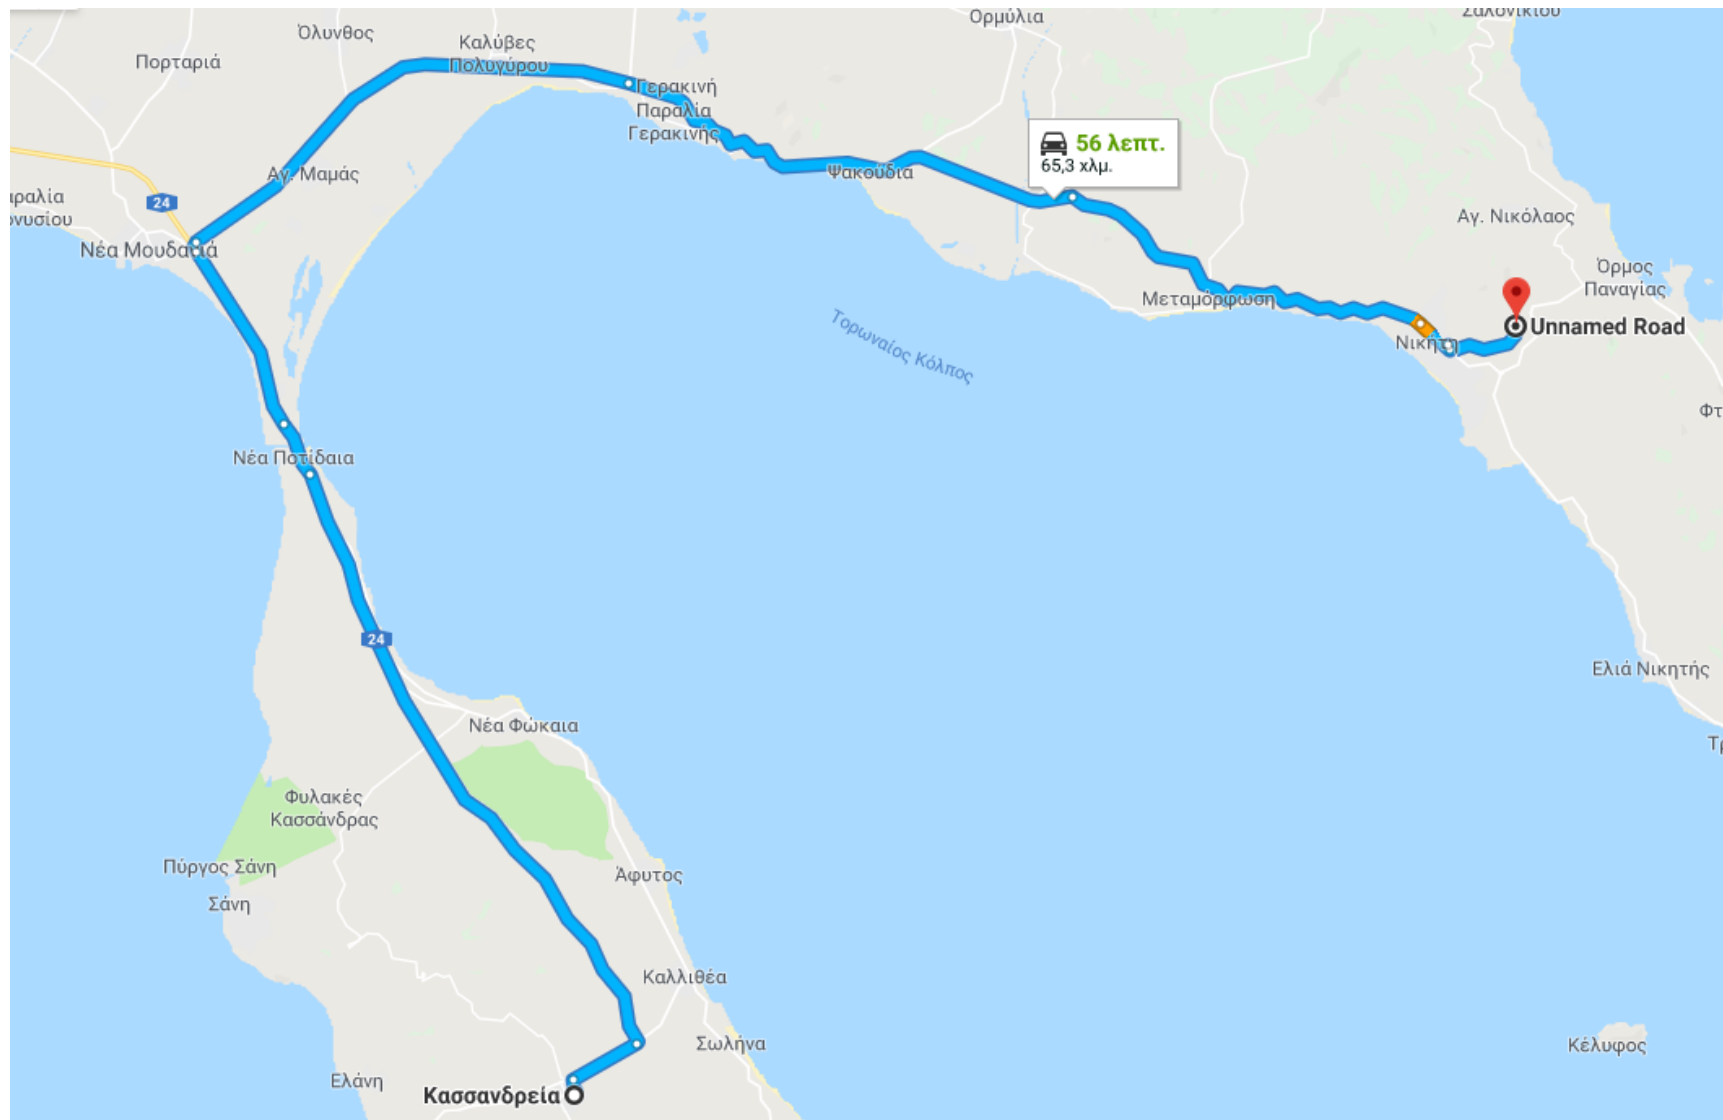 Ορμύλια
Όλυνθος
Καλύβες
Πολυγύρου
Πορταριά
Γερακινή
Παραλία
Γερακινής
56 λεπτ.
65,3 χλμ.
Ψακούδια
Αγ. Μαμάς
24
Νέα Μουδανιά
Αγ. Νικόλαος
Όρμος
Παναγίας
Μεταμόρφωση
Unnamed Road
Νικήτη
Τορωναίος Κόλπος
Νέα Ποτίδαια
24
Ελιά Νικητής
Νέα Φώκαια
Φυλακές
Κασσάνδρας
Πύργος Σάνη
Σάνη
Άφυτος
Καλλιθέα
Σωλήνα
Κέλυφος
Ελάνη
Κασσανδρεία